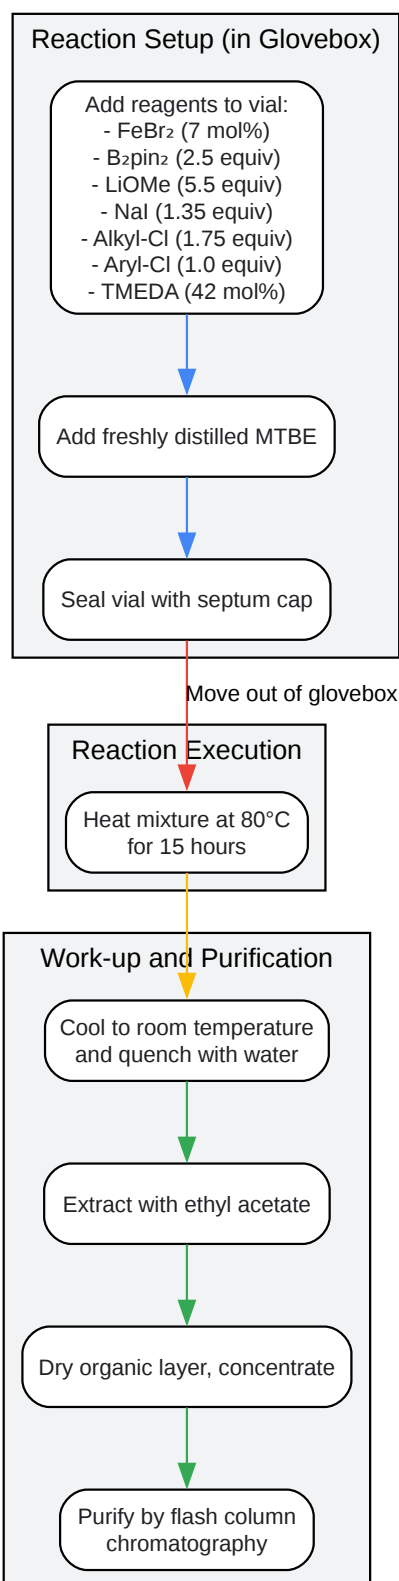 Reaction Setup (in Glovebox)
Add reagents to vial:
- FeBr₂ (7 mol%)
- B₂pin₂ (2.5 equiv)
- LiOMe (5.5 equiv)
- NaI (1.35 equiv)
- Alkyl-Cl (1.75 equiv)
- Aryl-Cl (1.0 equiv)
- TMEDA (42 mol%)
Add freshly distilled MTBE
Seal vial with septum cap
Move out of glovebox
Reaction Execution
Heat mixture at 80°C
for 15 hours
Work-up and Purification
Cool to room temperature
and quench with water
Extract with ethyl acetate
Dry organic layer, concentrate
Purify by flash column
chromatography